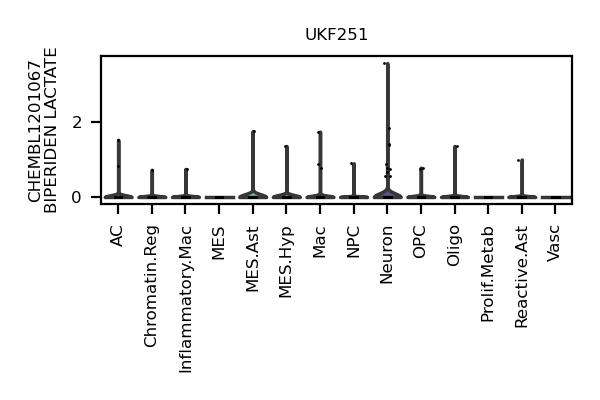 UKF251
CHEMBL1201067
BIPERIDEN LACTATE
2
0
AC
Chromatin.Reg
Inflammatory.Mac
MES
MES.Ast
MES.Hyp
Mac
NPC
Neuron
OPC
Oligo
Prolif.Metab
Reactive.Ast
Vasc